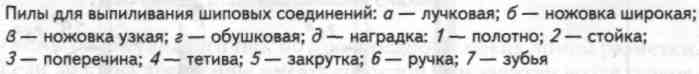 Пилы для выпиливания шиповых соединений: а — лучковая; б — ножовка широкая;
в — ножовка узкая; г — обушковая; д — наградка: 1 — полотно; 2 — стойка;
3 — поперечина; 4 — тетива; 5 — закрутка; 6 — ручка; 7 — зубья